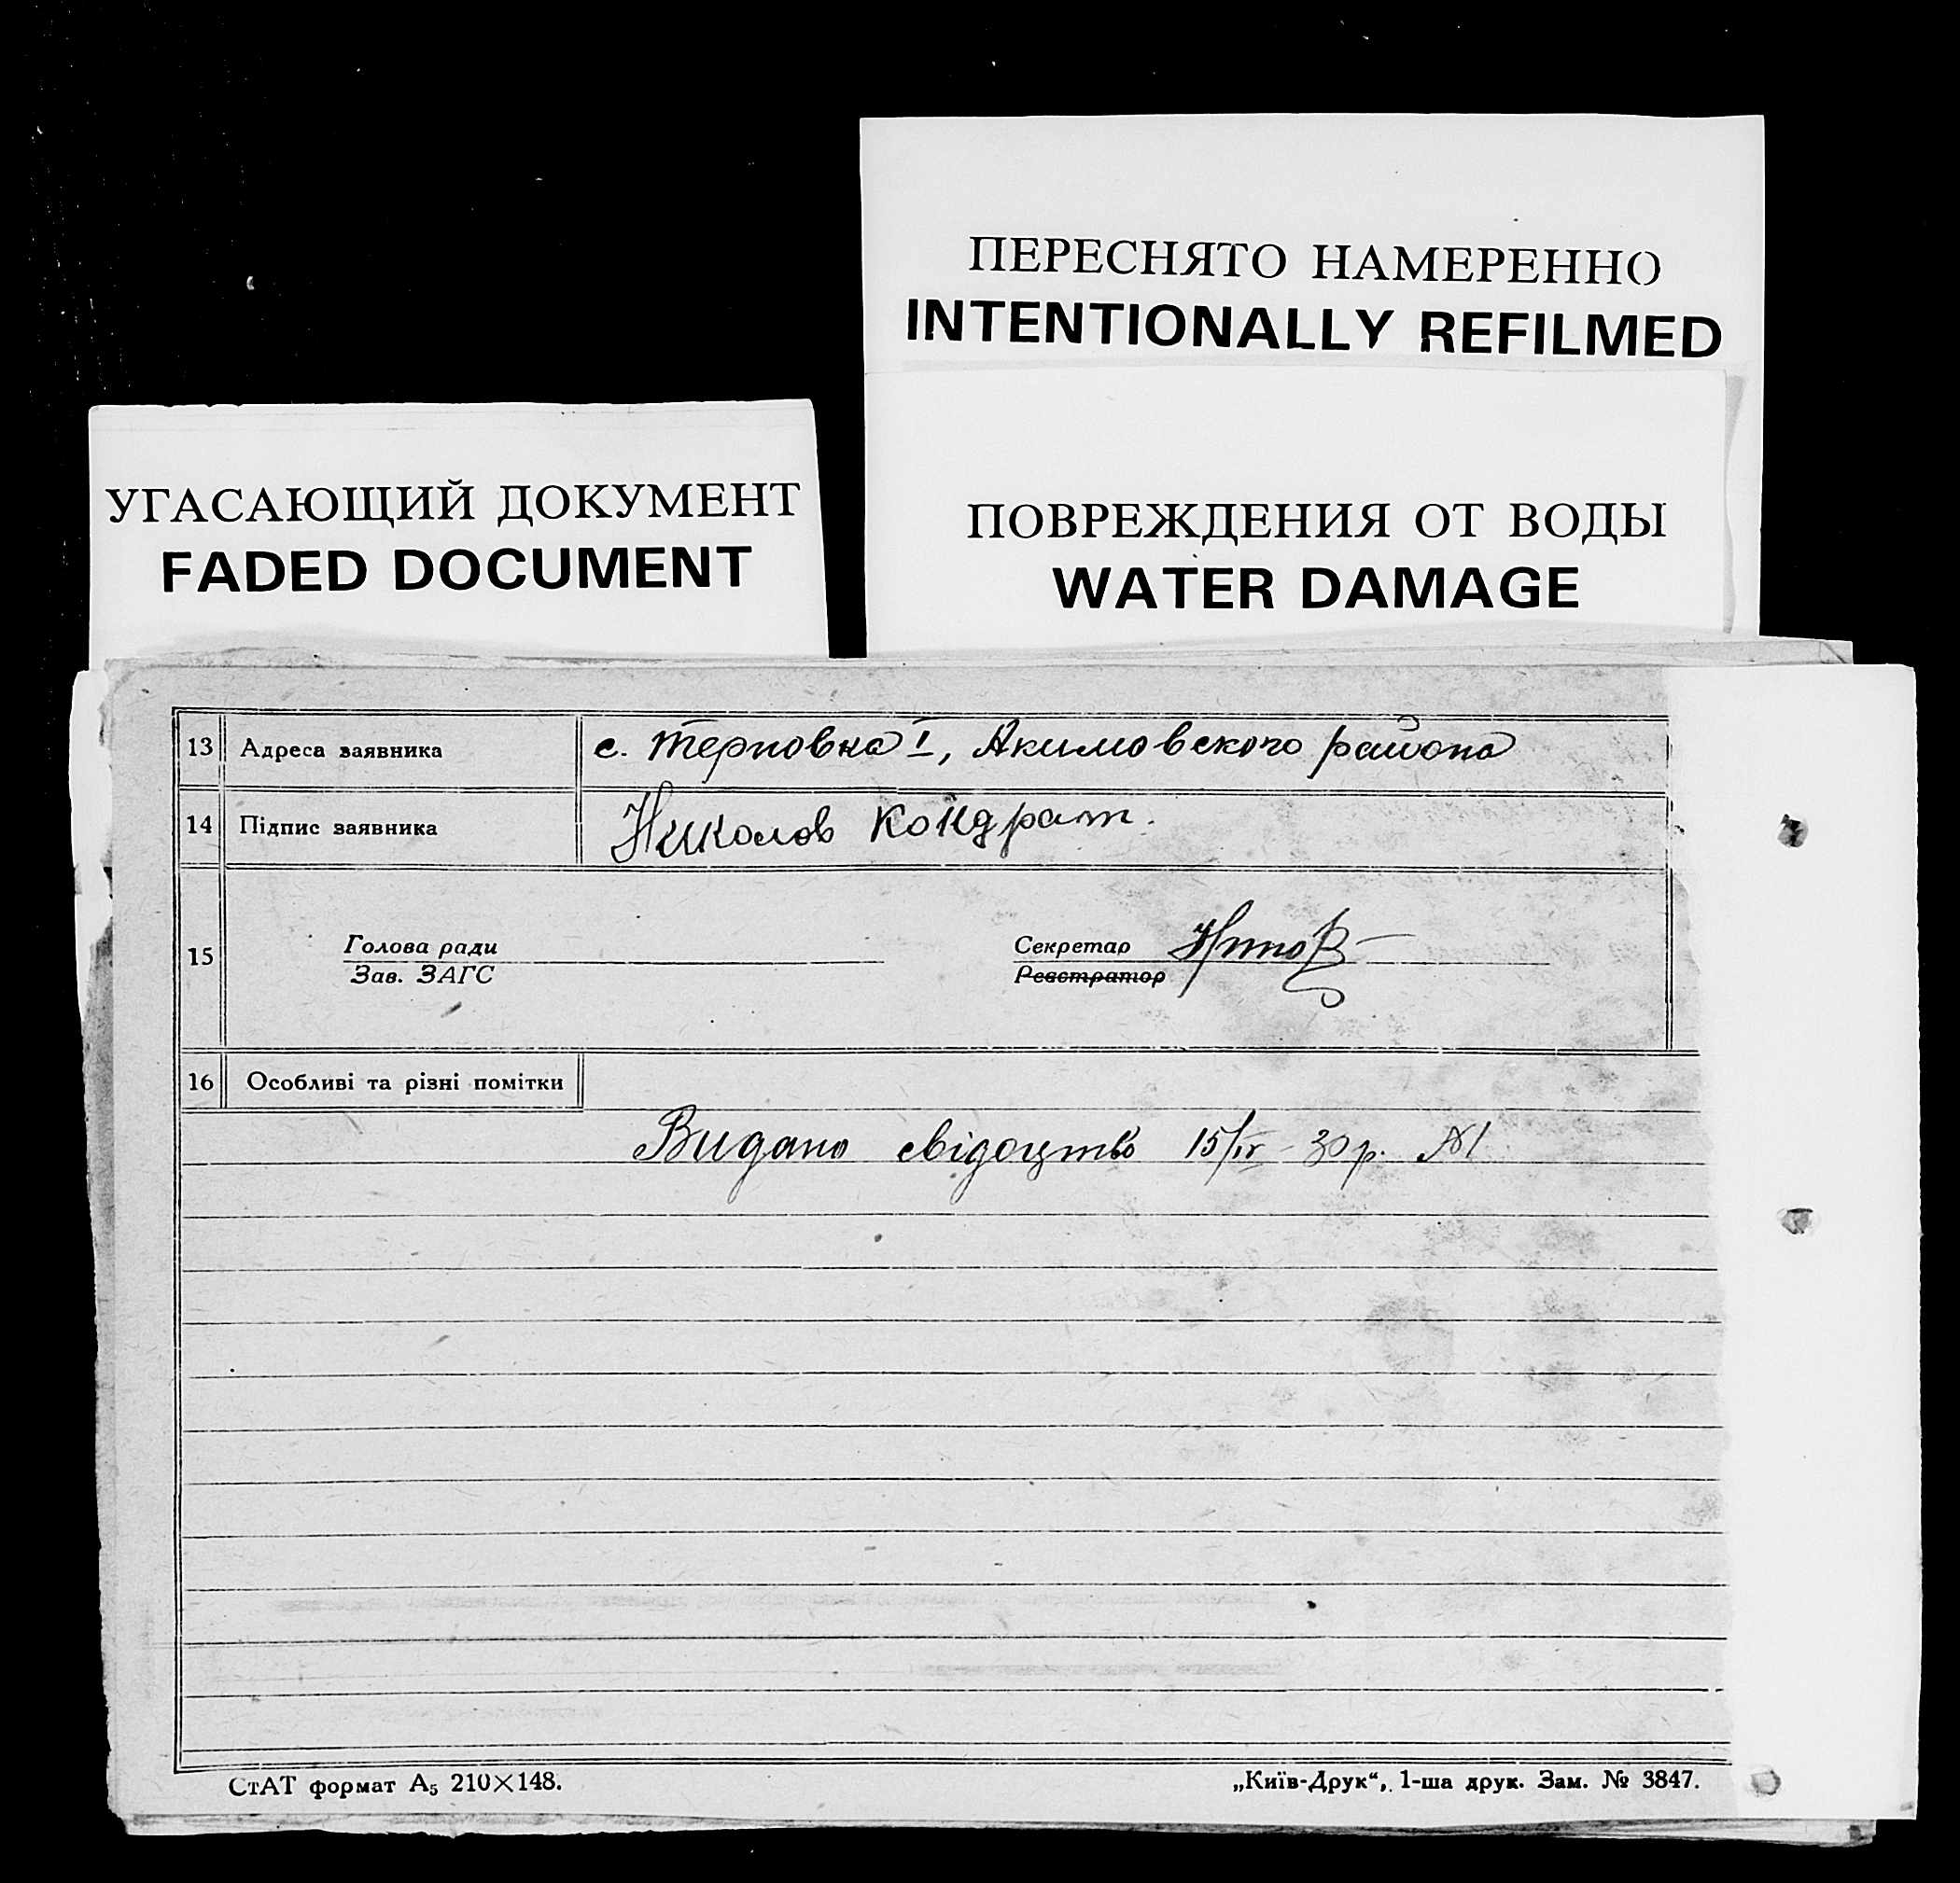 ПЕРЕСНЯТО НАМЕРЕННО
INTENTIONALLY REFILMED
УГАСАЮЩИЙ ДОКУМЕНТ
FADED DOCUMENT
ПОВРЕЖДЕНИЯ ОТ ВОДЫ
WATER DAMAGE
13 Адреса заявника с. Терновка I, Акимовского района
14 Підпис заявника Николов Кондрат.
15 Голова ради Секретар
Зав. ЗАГС Реєстратор
16 Особливі та різні помітки
Видано свідоцтво 15/IV-30 р. №1
СтАТ формат А5 210×148. „Київ-Друк“, 1-ша друк. Зам. № 3847.